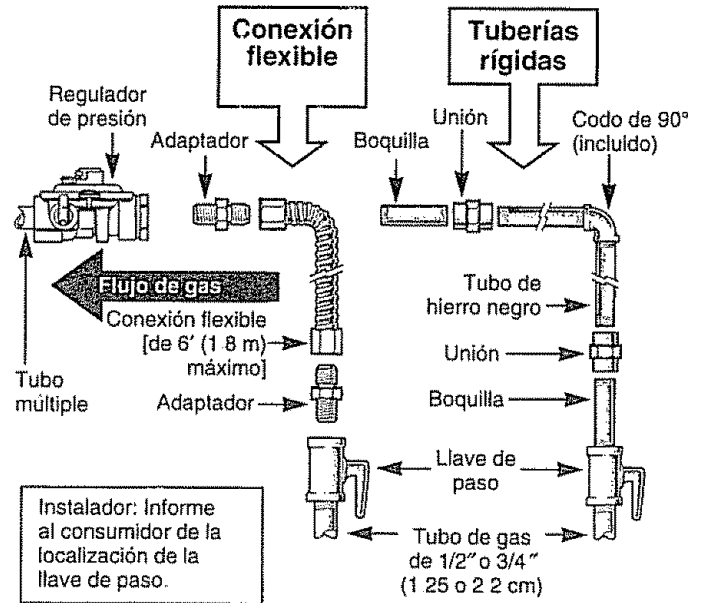 Conexión
flexible
Tuberías
rígidas
Regulador
de presión
Adaptador
Boquilla
Unión
Codo de 90°
(incluido)
Flujo de gas
Conexión flexible
[de 6' (1 8 m)
máximo]
Tubo
múltiple
Adaptador
Tubo de
hierro negro
Unión
Boquilla
Llave de
paso
Tubo de gas
de 1/2" o 3/4"
(1 25 o 2 2 cm)
Instalador: Informe
al consumidor de la
localización de la
llave de paso.